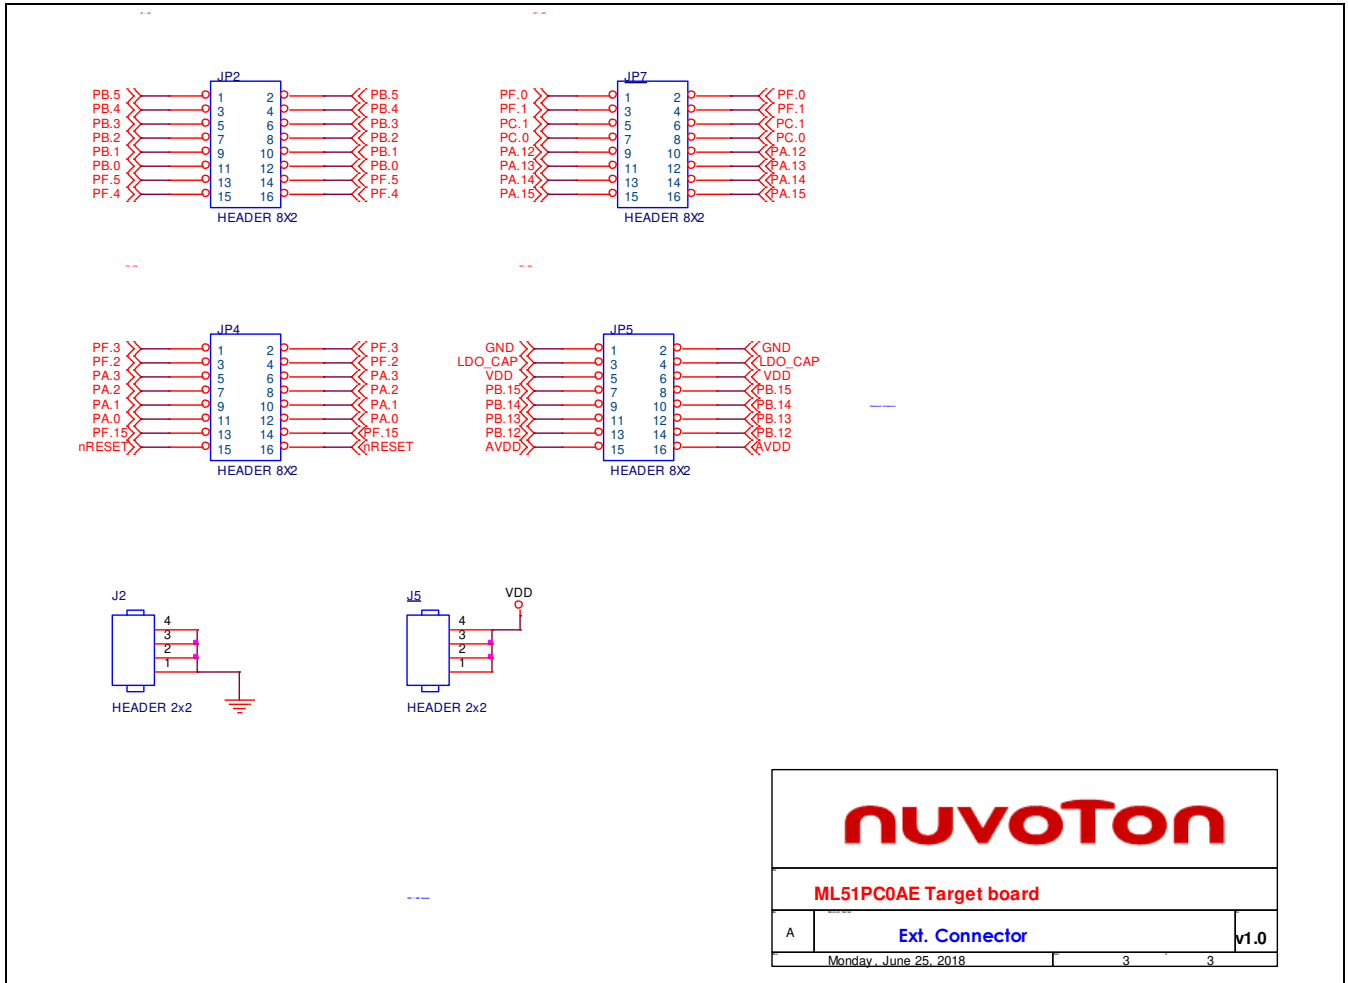 JP2
PB.5 1 2 PB.5
PB.4 3 4 PB.4
PB.3 5 6 PB.3
PB.2 7 8 PB.2
PB.1 9 10 PB.1
PB.0 11 12 PB.0
PF.5 13 14 PF.5
PF.4 15 16 PF.4
HEADER 8X2
JP7
PF.0 1 2 PF.0
PF.1 3 4 PF.1
PC.1 5 6 PC.1
PC.0 7 8 PC.0
PA.12 9 10 PA.12
PA.13 11 12 PA.13
PA.14 13 14 PA.14
PA.15 15 16 PA.15
HEADER 8X2
JP4
PF.3 1 2 PF.3
PF.2 3 4 PF.2
PA.3 5 6 PA.3
PA.2 7 8 PA.2
PA.1 9 10 PA.1
PA.0 11 12 PA.0
PF.15 13 14 PF.15
nRESET 15 16 nRESET
HEADER 8X2
JP5
GND 1 2 GND
LDO_CAP 3 4 LDO_CAP
VDD 5 6 VDD
PB.15 7 8 PB.15
PB.14 9 10 PB.14
PB.13 11 12 PB.13
PB.12 13 14 PB.12
AVDD 15 16 AVDD
HEADER 8X2
J2
4
3
2
1
HEADER 2x2
J5
VDD
4
3
2
1
HEADER 2x2
nuvoTon
ML51PC0AE Target board
A Ext. Connector v1.0
Monday, June 25, 2018 3 3